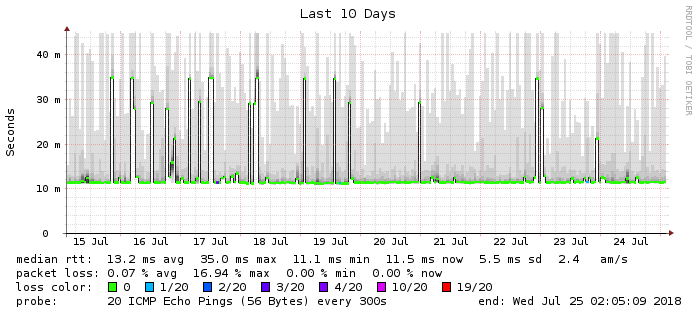 Last 10 Days
RRDTOOL / TOBI OETIKER
Seconds
40 m
30 m
20 m
10 m
0
15 Jul 16 Jul 17 Jul 18 Jul 19 Jul 20 Jul 21 Jul 22 Jul 23 Jul 24 Jul
median rtt: 13.2 ms avg 35.0 ms max 11.1 ms min 11.5 ms now 5.5 ms sd 2.4 am/s
packet loss: 0.07 % avg 16.94 % max 0.00 % min 0.00 % now
loss color: 0 1/20 2/20 3/20 4/20 10/20 19/20
probe: 20 ICMP Echo Pings (56 Bytes) every 300s end: Wed Jul 25 02:05:09 2018